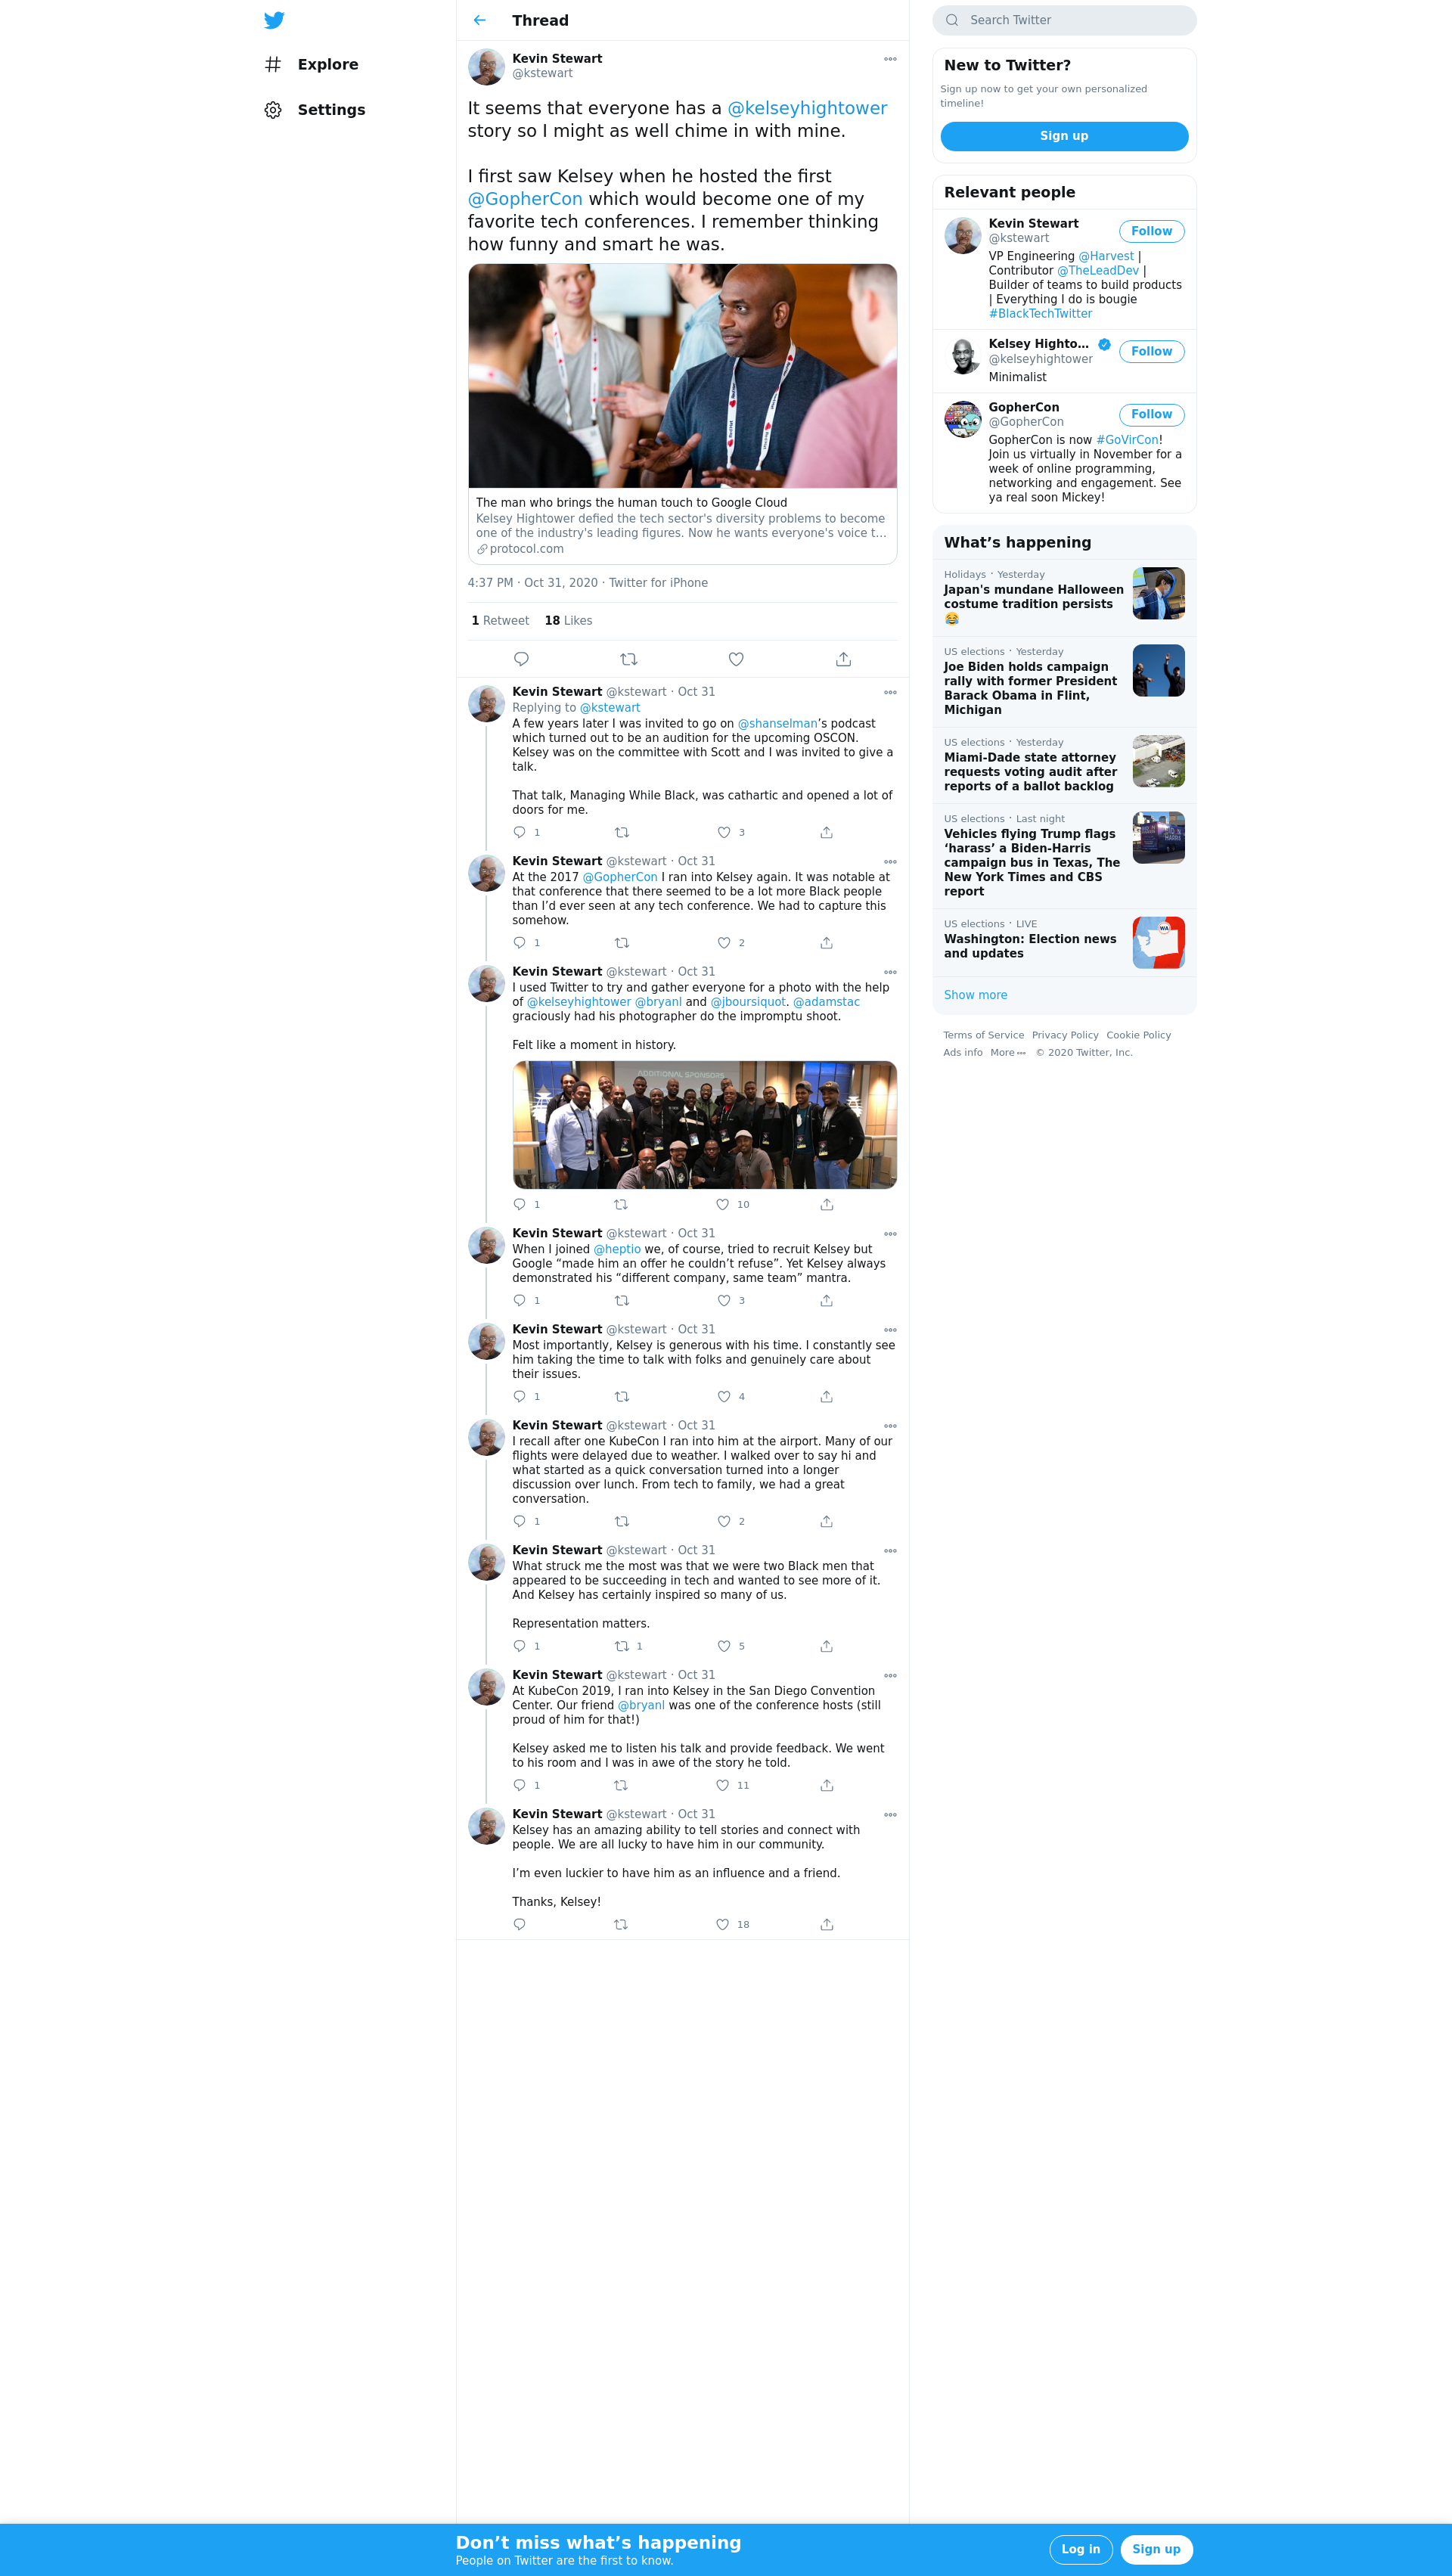 Explore
Settings
Thread
Kevin Stewart
@kstewart
It seems that everyone has a @kelseyhightower
story so I might as well chime in with mine.
I first saw Kelsey when he hosted the first
@GopherCon which would become one of my
favorite tech conferences. I remember thinking
how funny and smart he was.
The man who brings the human touch to Google Cloud
Kelsey Hightower defied the tech sector's diversity problems to become
one of the industry's leading figures. Now he wants everyone's voice t...
protocol.com
4:37 PM · Oct 31, 2020 · Twitter for iPhone
1 Retweet 18 Likes
Kevin Stewart @kstewart · Oct 31
Replying to @kstewart
A few years later I was invited to go on @shanselman’s podcast
which turned out to be an audition for the upcoming OSCON.
Kelsey was on the committee with Scott and I was invited to give a
talk.
That talk, Managing While Black, was cathartic and opened a lot of
doors for me.
1 3
Kevin Stewart @kstewart · Oct 31
At the 2017 @GopherCon I ran into Kelsey again. It was notable at
that conference that there seemed to be a lot more Black people
than I’d ever seen at any tech conference. We had to capture this
somehow.
1 2
Kevin Stewart @kstewart · Oct 31
I used Twitter to try and gather everyone for a photo with the help
of @kelseyhightower @bryanl and @jboursiquot. @adamstac
graciously had his photographer do the impromptu shoot.
Felt like a moment in history.
ADDITIONAL SPONSORS
1 10
Kevin Stewart @kstewart · Oct 31
When I joined @heptio we, of course, tried to recruit Kelsey but
Google “made him an offer he couldn’t refuse”. Yet Kelsey always
demonstrated his “different company, same team” mantra.
1 3
Kevin Stewart @kstewart · Oct 31
Most importantly, Kelsey is generous with his time. I constantly see
him taking the time to talk with folks and genuinely care about
their issues.
1 4
Kevin Stewart @kstewart · Oct 31
I recall after one KubeCon I ran into him at the airport. Many of our
flights were delayed due to weather. I walked over to say hi and
what started as a quick conversation turned into a longer
discussion over lunch. From tech to family, we had a great
conversation.
1 2
Kevin Stewart @kstewart · Oct 31
What struck me the most was that we were two Black men that
appeared to be succeeding in tech and wanted to see more of it.
And Kelsey has certainly inspired so many of us.
Representation matters.
1 1 5
Kevin Stewart @kstewart · Oct 31
At KubeCon 2019, I ran into Kelsey in the San Diego Convention
Center. Our friend @bryanl was one of the conference hosts (still
proud of him for that!)
Kelsey asked me to listen his talk and provide feedback. We went
to his room and I was in awe of the story he told.
1 11
Kevin Stewart @kstewart · Oct 31
Kelsey has an amazing ability to tell stories and connect with
people. We are all lucky to have him in our community.
I’m even luckier to have him as an influence and a friend.
Thanks, Kelsey!
18
Search Twitter
New to Twitter?
Sign up now to get your own personalized
timeline!
Sign up
Relevant people
Kevin Stewart
@kstewart
Follow
VP Engineering @Harvest |
Contributor @TheLeadDev |
Builder of teams to build products
| Everything I do is bougie
#BlackTechTwitter
Kelsey Highto...
@kelseyhightower
Follow
Minimalist
GopherCon
@GopherCon
Follow
GopherCon is now #GoVirCon!
Join us virtually in November for a
week of online programming,
networking and engagement. See
ya real soon Mickey!
What’s happening
Holidays · Yesterday
Japan's mundane Halloween
costume tradition persists
😂
US elections · Yesterday
Joe Biden holds campaign
rally with former President
Barack Obama in Flint,
Michigan
US elections · Yesterday
Miami-Dade state attorney
requests voting audit after
reports of a ballot backlog
US elections · Last night
Vehicles flying Trump flags
‘harass’ a Biden-Harris
campaign bus in Texas, The
New York Times and CBS
report
US elections · LIVE
Washington: Election news
and updates
WA
Show more
Terms of Service Privacy Policy Cookie Policy
Ads info More © 2020 Twitter, Inc.
Don’t miss what’s happening
People on Twitter are the first to know.
Log in
Sign up